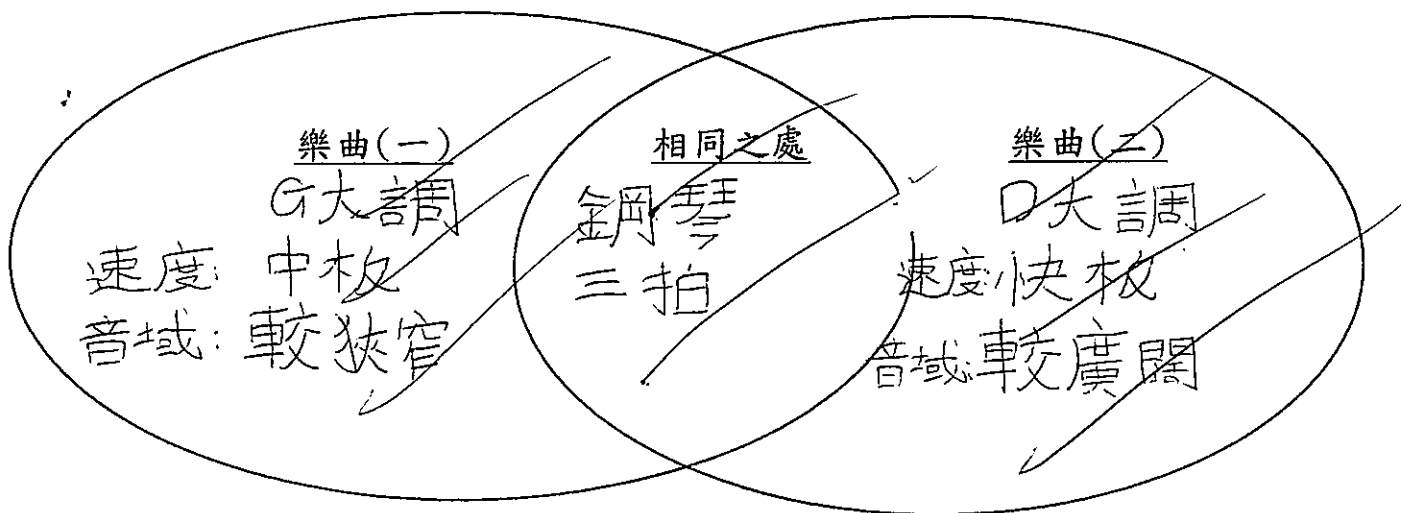 樂曲(一)
G大調
速度: 中板
音域: 較狹窄
相同之處
鋼琴
三拍
樂曲(二)
D大調
速度: 快板
音域: 較廣闊